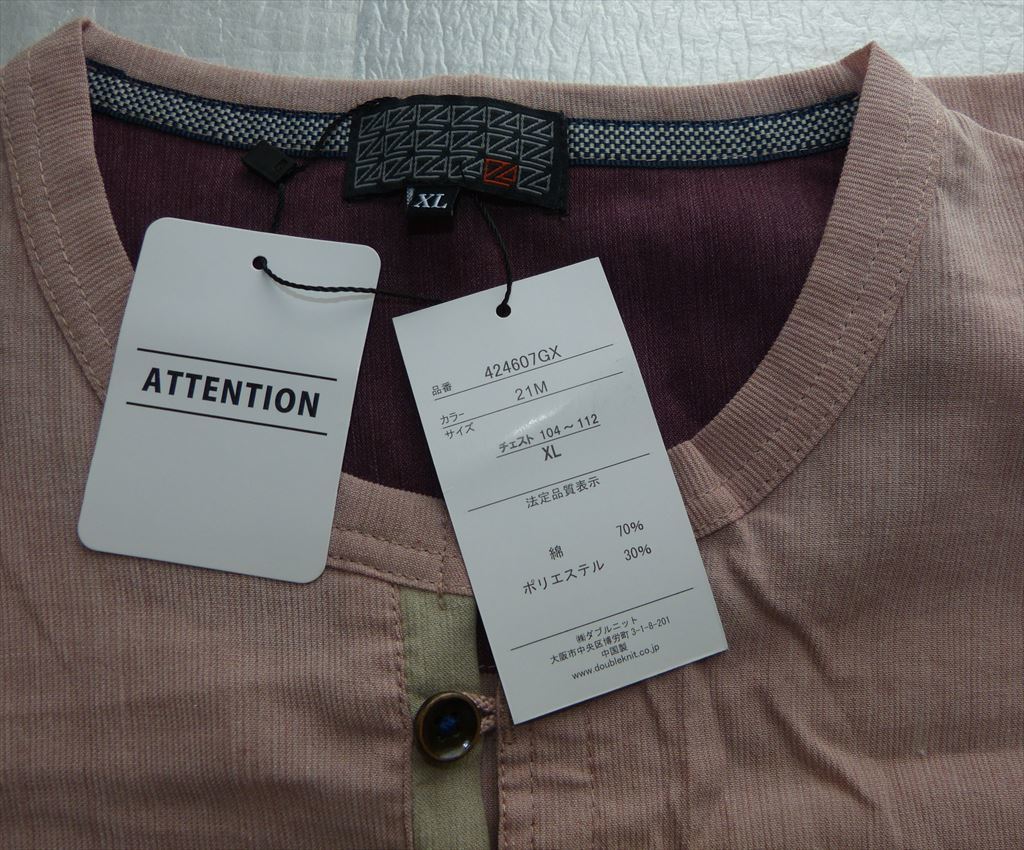 XL
ATTENTION
品番 424607GX
カラー 21M
サイズ
チェスト 104～112
XL
法定品質表示
綿 70%
ポリエステル 30%
㈱ダブルニット
大阪市中央区博労町3-1-8-201
中国製
www.doubleknit.co.jp